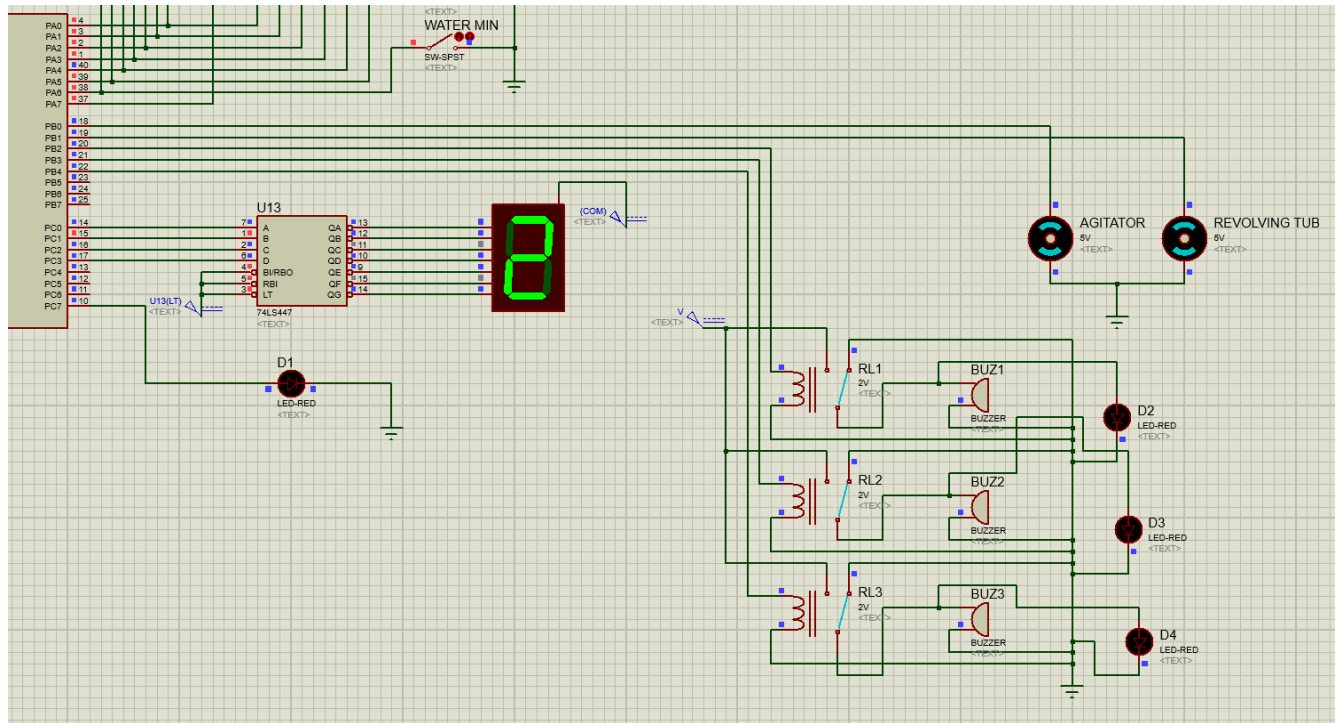 <TEXT>
WATER MIN
SW-SPST
<TEXT>
PA0 4
PA1 3
PA2 2
PA3 1
PA4 40
PA5 39
PA6 38
PA7 37
PB0 18
PB1 19
PB2 20
PB3 21
PB4 22
PB5 23
PB6 24
PB7 25
PC0 14
PC1 15
PC2 16
PC3 17
PC4 13
PC5 12
PC6 11
PC7 10
U13
7 A QA 13
1 B QB 12
2 C QC 11
6 D QD 10
4 BI/RBO QE 9
5 RBI QF 15
3 LT QG 14
74LS447
<TEXT>
U13(LT)
<TEXT>
2
(COM)
<TEXT>
AGITATOR
5V
<TEXT>
REVOLVING TUB
5V
<TEXT>
D1
LED-RED
<TEXT>
V
<TEXT>
RL1
2V
<TEXT>
BUZ1
BUZZER
<TEXT>
D2
LED-RED
<TEXT>
RL2
2V
<TEXT>
BUZ2
BUZZER
<TEXT>
D3
LED-RED
<TEXT>
RL3
2V
<TEXT>
BUZ3
BUZZER
<TEXT>
D4
LED-RED
<TEXT>